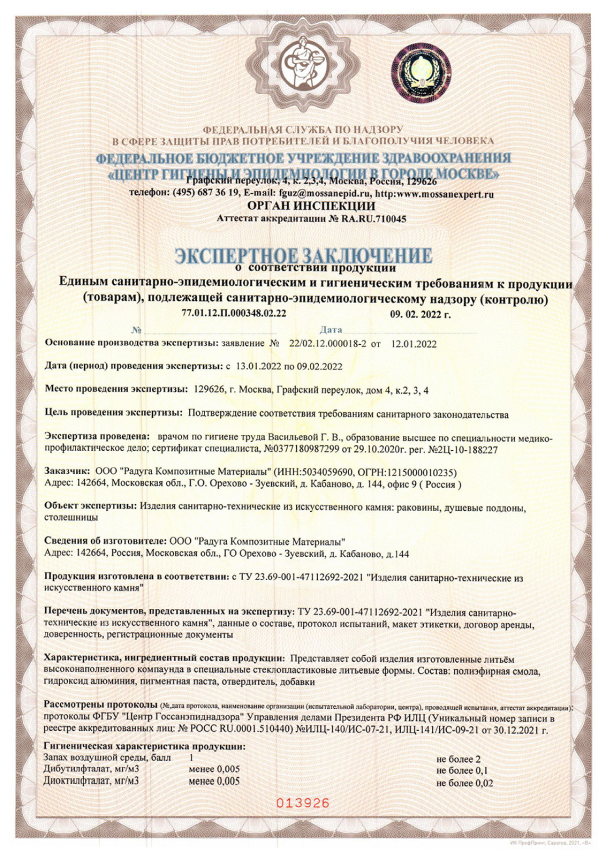 ФЕДЕРАЛЬНАЯ СЛУЖБА ПО НАДЗОРУ
В СФЕРЕ ЗАЩИТЫ ПРАВ ПОТРЕБИТЕЛЕЙ И БЛАГОПОЛУЧИЯ ЧЕЛОВЕКА
ФЕДЕРАЛЬНОЕ БЮДЖЕТНОЕ УЧРЕЖДЕНИЕ ЗДРАВООХРАНЕНИЯ
«ЦЕНТР ГИГИЕНЫ И ЭПИДЕМИОЛОГИИ В ГОРОДЕ МОСКВЕ»
Графский переулок, 4, к. 2,3,4, Москва, Россия, 129626
телефон: (495) 687 36 19, E-mail: fguz@mossanepid.ru, http:www.mossanexpert.ru
ОРГАН ИНСПЕКЦИИ
Аттестат аккредитации № RA.RU.710045
ЭКСПЕРТНОЕ ЗАКЛЮЧЕНИЕ
о соответствии продукции
Единым санитарно-эпидемиологическим и гигиеническим требованиям к продукции
(товарам), подлежащей санитарно-эпидемиологическому надзору (контролю)
77.01.12.П.000348.02.22 09. 02. 2022 г.
№ Дата
Основание производства экспертизы: заявление № 22/02.12.000018-2 от 12.01.2022
Дата (период) проведения экспертизы: с 13.01.2022 по 09.02.2022
Место проведения экспертизы: 129626, г. Москва, Графский переулок, дом 4, к.2, 3, 4
Цель проведения экспертизы: Подтверждение соответствия требованиям санитарного законодательства
Экспертиза проведена: врачом по гигиене труда Васильевой Г. В., образование высшее по специальности медико-
профилактическое дело; сертификат специалиста, №0377180987299 от 29.10.2020г. рег. №2Ц-10-188227
Заказчик: ООО "Радуга Композитные Материалы" (ИНН:5034059690, ОГРН:1215000010235)
Адрес: 142664, Московская обл., Г.О. Орехово - Зуевский, д. Кабаново, д. 144, офис 9 ( Россия )
Объект экспертизы: Изделия санитарно-технические из искусственного камня: раковины, душевые поддоны,
столешницы
Сведения об изготовителе: ООО "Радуга Композитные Материалы"
Адрес: 142664, Россия, Московская обл., ГО Орехово - Зуевский, д. Кабаново, д.144
Продукция изготовлена в соответствии: с ТУ 23.69-001-47112692-2021 "Изделия санитарно-технические из
искусственного камня"
Перечень документов, представленных на экспертизу: ТУ 23.69-001-47112692-2021 "Изделия санитарно-
технические из искусственного камня", данные о составе, протокол испытаний, макет этикетки, договор аренды,
доверенность, регистрационные документы
Характеристика, ингредиентный состав продукции: Представляет собой изделия изготовленные литьём
высоконаполненного компаунда в специальные стеклопластиковые литьевые формы. Состав: полиэфирная смола,
гидроксид алюминия, пигментная паста, отвердитель, добавки
Рассмотрены протоколы (№,дата протокола, наименование организации (испытательной лаборатории, центра), проводящей испытания, аттестат аккредитации):
протоколы ФГБУ "Центр Госсанэпиднадзора" Управления делами Президента РФ ИЛЦ (Уникальный номер записи в
реестре аккредитованных лиц: № РОСС RU.0001.510440) №ИЛЦ-140/ИС-07-21, ИЛЦ-141/ИС-09-21 от 30.12.2021 г.
Гигиеническая характеристика продукции:
Запах воздушной среды, балл 1 не более 2
Дибутилфталат, мг/м3 менее 0,005 не более 0,1
Диоктилфталат, мг/м3 менее 0,005 не более 0,02
013926